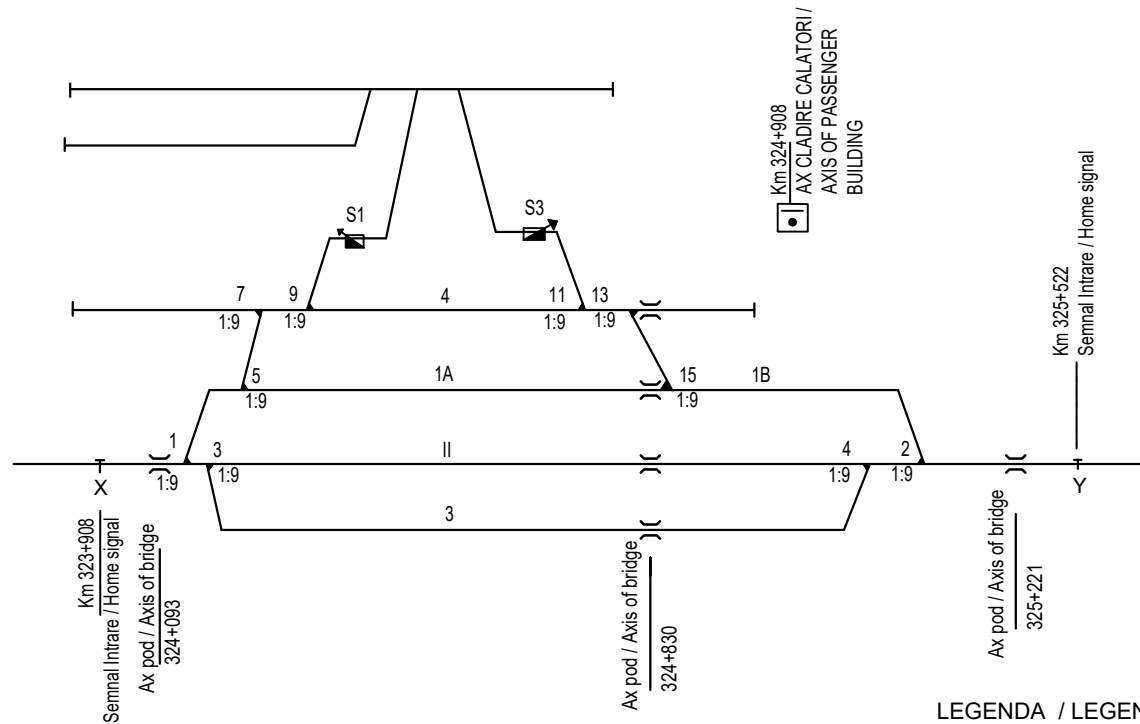 Km 324+908
AX CLADIRE CALATORI /
AXIS OF PASSENGER
BUILDING
S1
S3
Km 325+522
Semnal Intrare / Home signal
7
9
4
11
13
1:9
1:9
1:9
1:9
5
1A
15
1B
1:9
1:9
1
3
II
4
2
1:9
1:9
1:9
1:9
X
Y
3
Km 323+908
Semnal Intrare / Home signal
Ax pod / Axis of bridge
324+093
Ax pod / Axis of bridge
324+830
Ax pod / Axis of bridge
325+221
LEGENDA / LEGEN